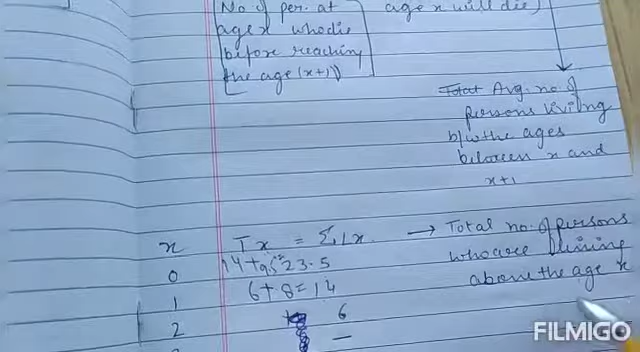 No. of per. at age x will die)
age x who die
before reaching
the age (x+1)
Total Avg. no. of
persons living
b/w the ages
between x and
x+1
x Tx = Σ Lx → Total no. of persons
0 14+9.5=23.5 who are living
1 6+8=14 above the age x
2 6
—
FILMIGO